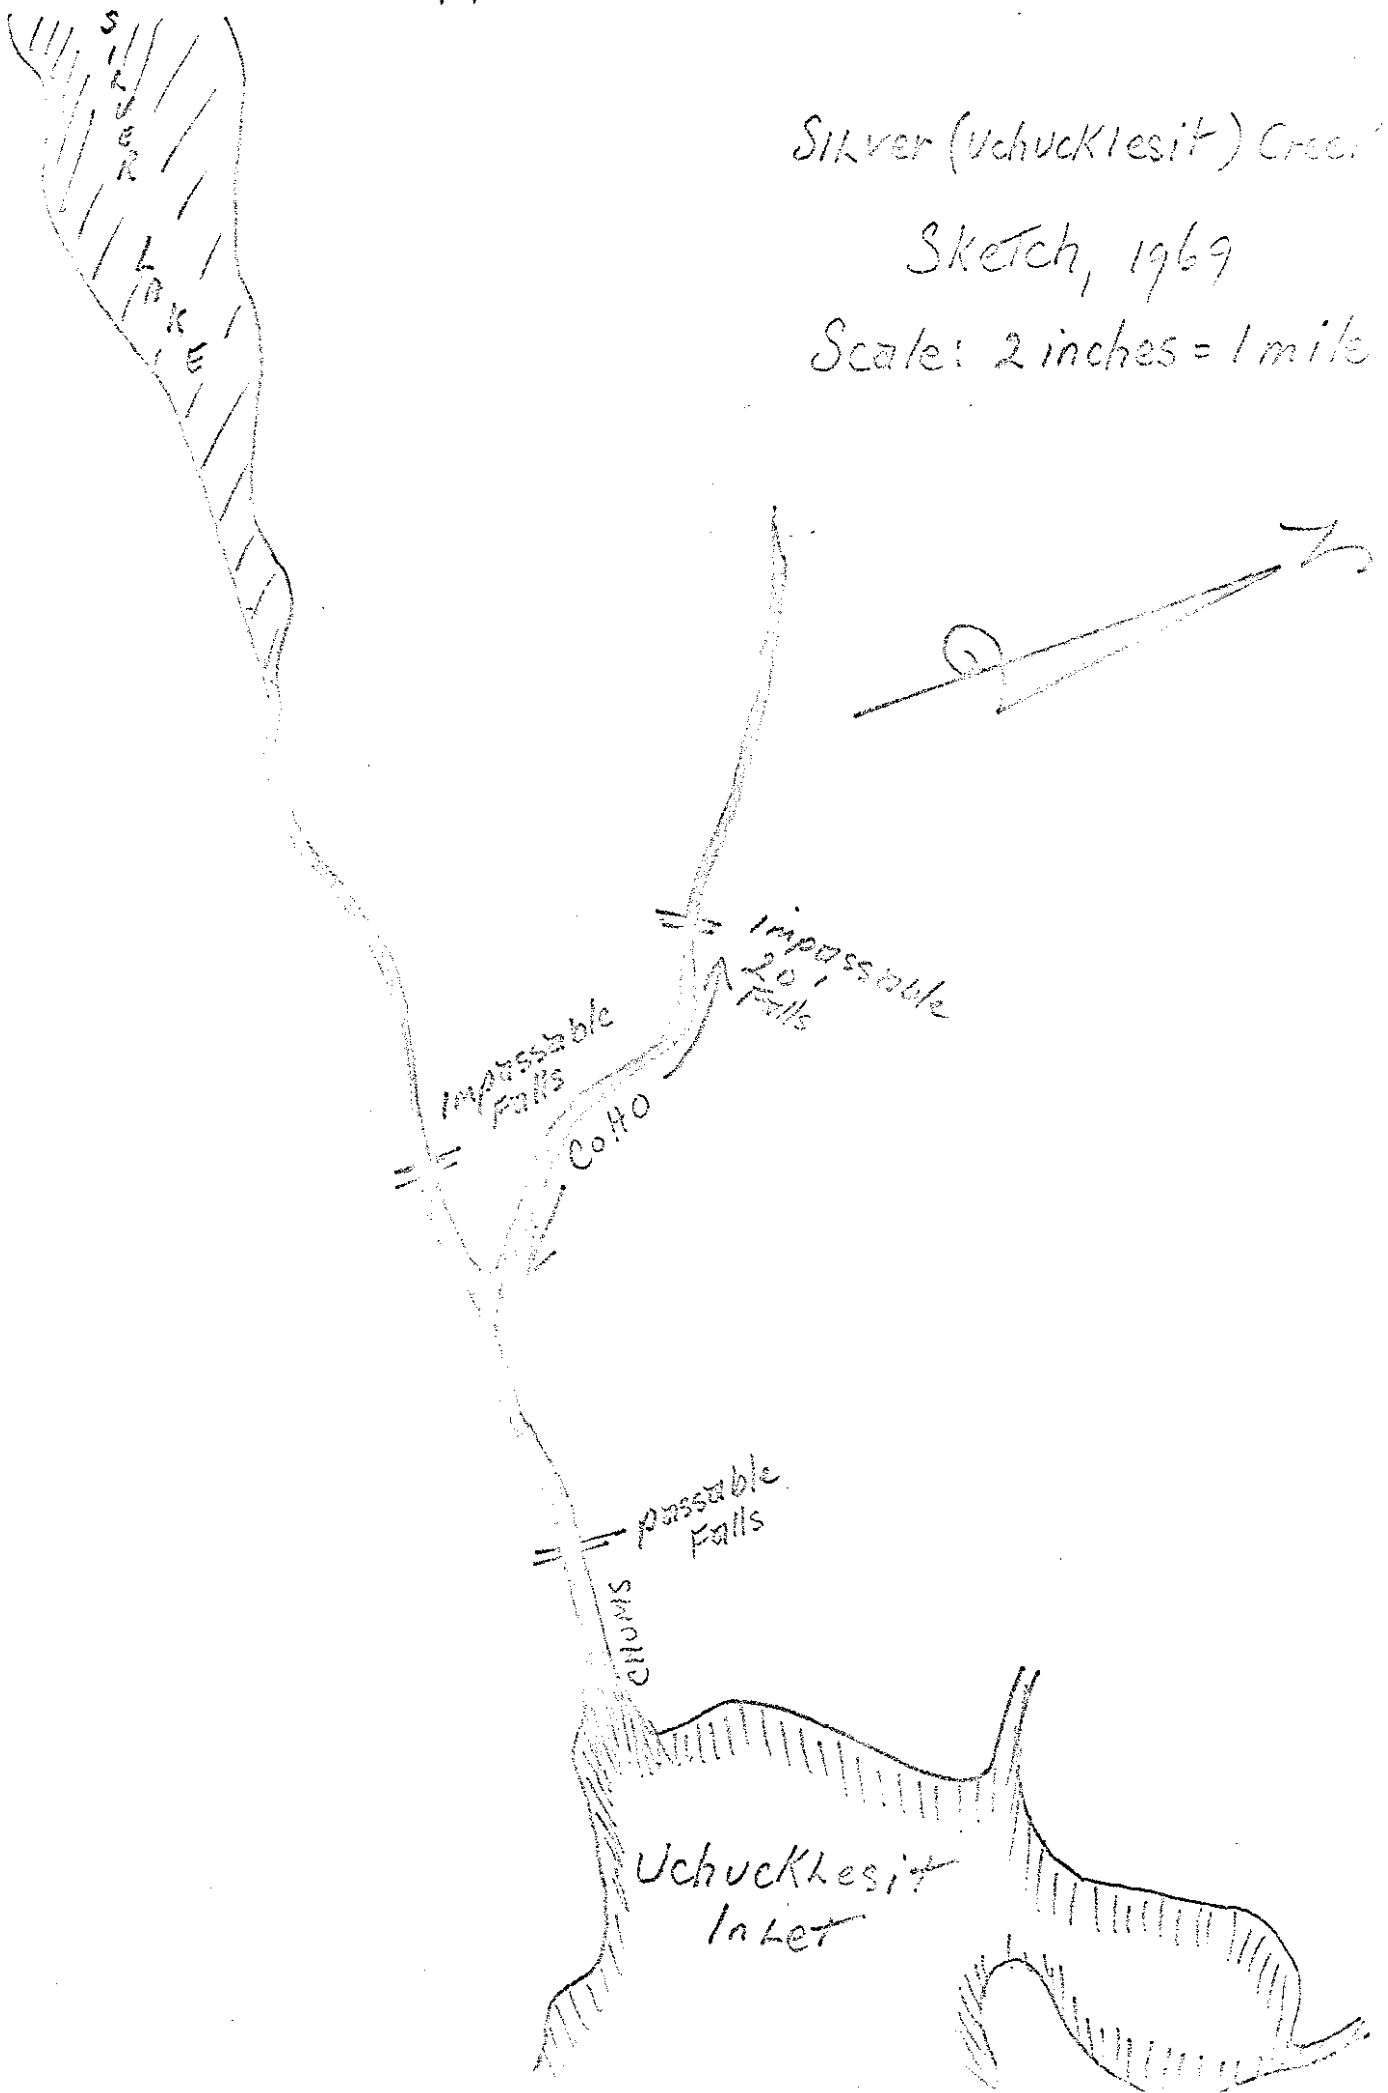 SILVER
LAKE
Silver (Uchucklesit) Creek
Sketch, 1969
Scale: 2 inches = 1 mile
N
Impassable
20'
Falls
Impassable
Falls
COHO
passable
Falls
CHUMS
Uchucklesit
Inlet